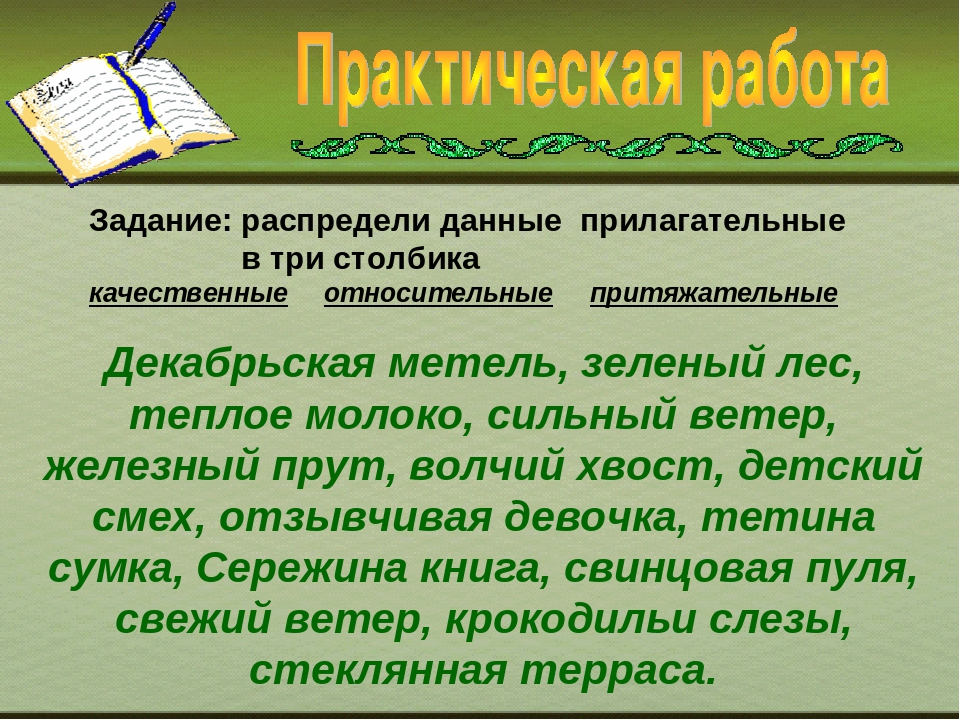 Практическая работа
Задание: распредели данные прилагательные
в три столбика
качественные относительные притяжательные
Декабрьская метель, зеленый лес,
теплое молоко, сильный ветер,
железный прут, волчий хвост, детский
смех, отзывчивая девочка, тетина
сумка, Сережина книга, свинцовая пуля,
свежий ветер, крокодильи слезы,
стеклянная терраса.